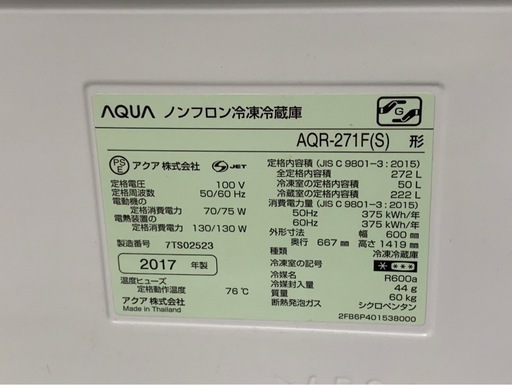 AQUA ノンフロン冷凍冷蔵庫
G
AQR-271F(S) 形
PS E アクア株式会社 JET
定格電圧 100 V
定格周波数 50/60 Hz
電動機の
定格消費電力 70/75 W
電熱装置の
定格消費電力 130/130 W
製造番号 7TS02523
2017 年製
温度ヒューズ
定格動作温度 76℃
アクア株式会社
Made in Thailand
定格内容積 (JIS C 9801-3:2015)
全定格内容積 272 L
冷凍室の定格内容積 50 L
冷蔵室の定格内容積 222 L
消費電力量 (JIS C 9801-3:2015)
50Hz 375 kWh/年
60Hz 375 kWh/年
外形寸法 幅 600 mm
奥行 667 mm 高さ 1419 mm
種類 冷凍冷蔵庫
冷凍室の記号
冷媒名 R600a
冷媒封入量 44 g
質量 60 kg
断熱発泡ガス シクロペンタン
2FB6P401538000